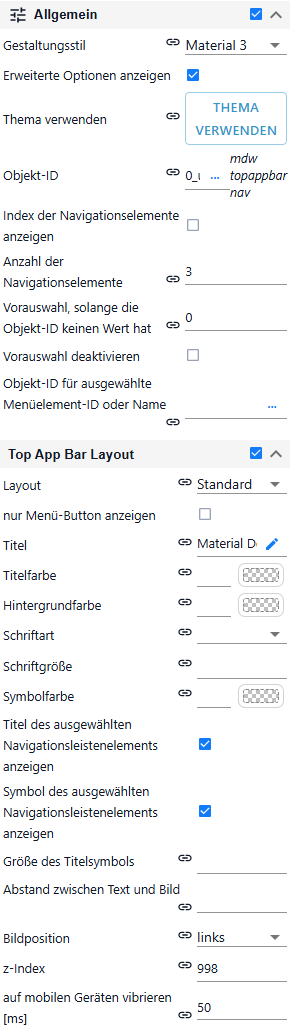 Allgemein
Gestaltungsstil Material 3
Erweiterte Optionen anzeigen
Thema verwenden THEMA
VERWENDEN
mdw
Objekt-ID ... topappbar
nav
Index der Navigationselemente
anzeigen
Anzahl der
Navigationselemente 3
Vorauswahl, solange die
Objekt-ID keinen Wert hat 0
Vorauswahl deaktivieren
Objekt-ID für ausgewählte
Menüelement-ID oder Name ...
Top App Bar Layout
Layout Standard
nur Menü-Button anzeigen
Titel Material
Titelfarbe
Hintergrundfarbe
Schriftart
Schriftgröße
Symbolfarbe
Titel des ausgewählten
Navigationsleistenelements
anzeigen
Symbol des ausgewählten
Navigationsleistenelements
anzeigen
Größe des Titelsymbols
Abstand zwischen Text und Bild
Bildposition links
z-Index 998
auf mobilen Geräten vibrieren
[ms] 50